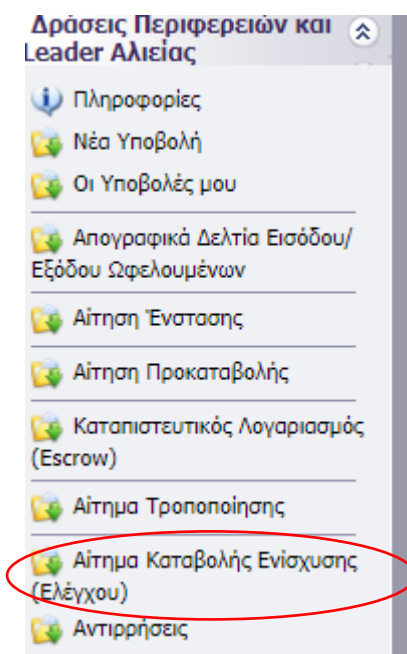 Δράσεις Περιφερειών και
Leader Αλιείας
Πληροφορίες
Νέα Υποβολή
Οι Υποβολές μου
Απογραφικά Δελτία Εισόδου/
Εξόδου Ωφελουμένων
Αίτηση Ένστασης
Αίτηση Προκαταβολής
Καταπιστευτικός Λογαριασμός
(Escrow)
Αίτημα Τροποποίησης
Αίτημα Καταβολής Ενίσχυσης
(Ελέγχου)
Αντιρρήσεις